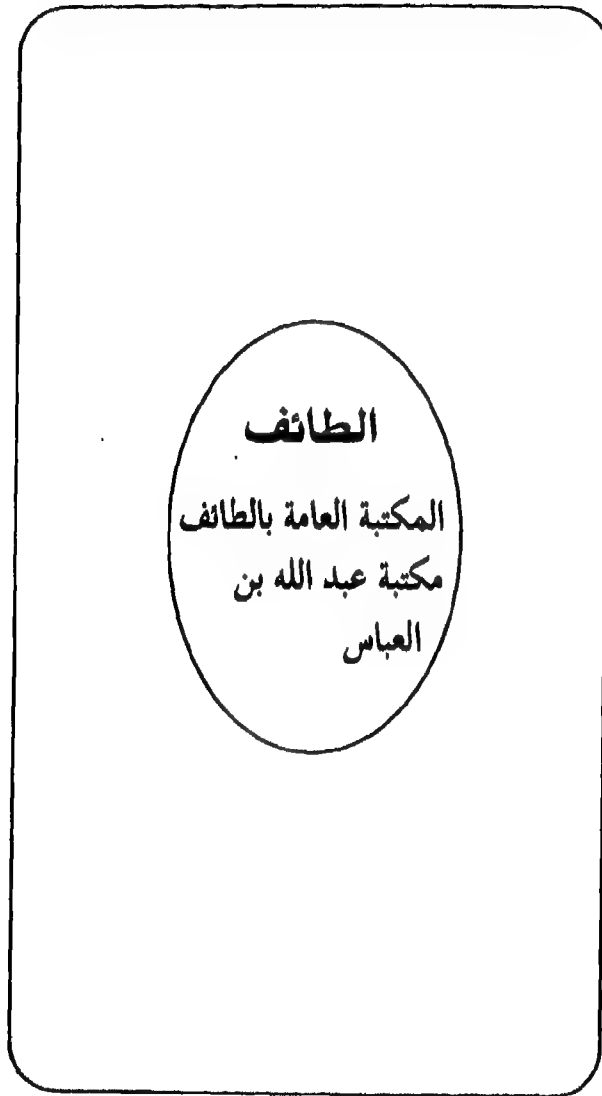 الطائف
المكتبة العامة بالطائف
مكتبة عبد الله بن
العباس